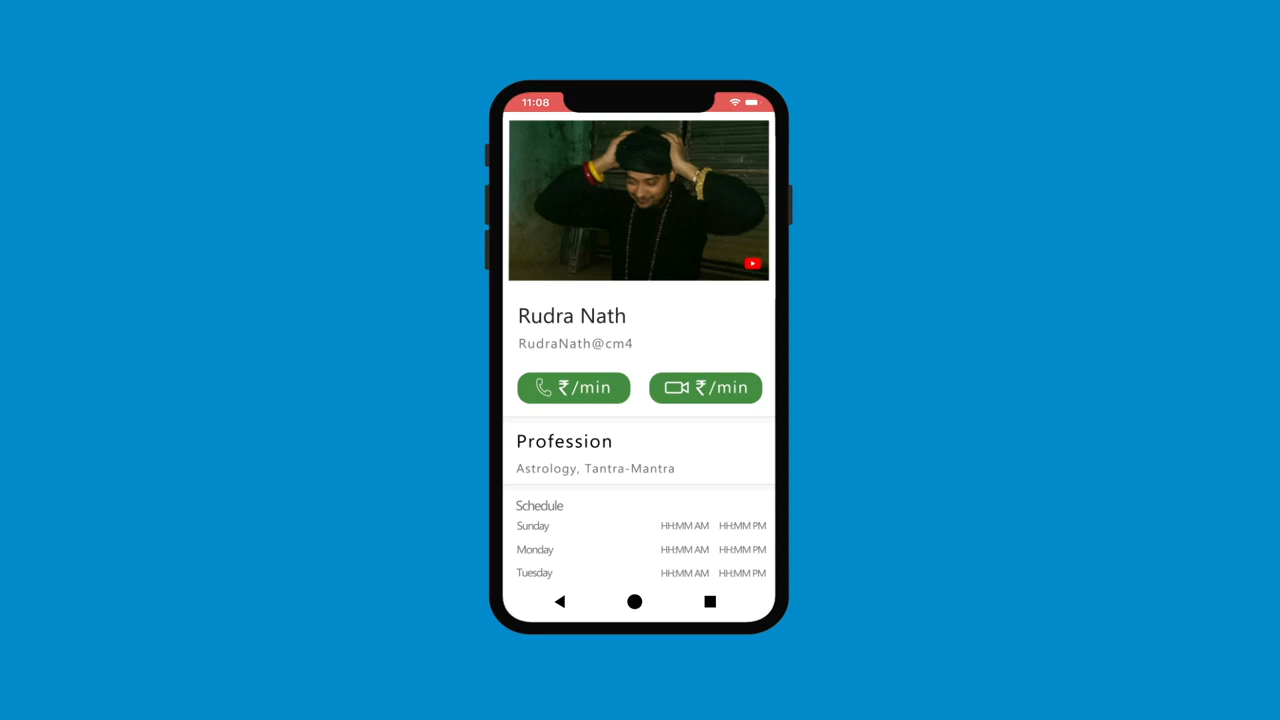 11:08
Rudra Nath
RudraNath@cm4
₹/min ₹/min
Profession
Astrology, Tantra-Mantra
Schedule
Sunday HH:MM AM HH:MM PM
Monday HH:MM AM HH:MM PM
Tuesday HH:MM AM HH:MM PM